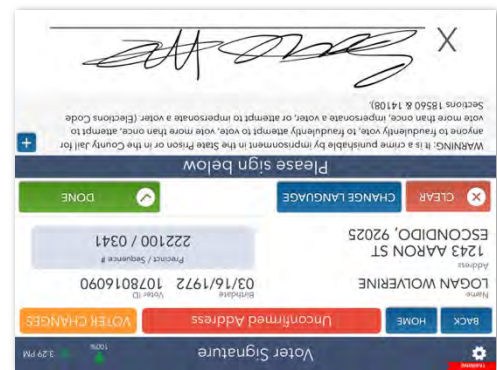 TRAINING
Voter Signature
100%
3:29 PM
BACK
HOME
Unconfirmed Address
VOTER CHANGES
Name
LOGAN WOLVERINE
Birthdate
03/16/1972
Voter ID
1078016090
Address
1243 AARON ST
ESCONDIDO, 92025
Precinct / Sequence #
222100 / 0341
CLEAR
CHANGE LANGUAGE
DONE
Please sign below
WARNING: It is a crime punishable by imprisonment in the State Prison or in the County Jail for
anyone to fraudulently vote, to fraudulently attempt to vote, vote more than once, attempt to
vote more than once, impersonate a voter, or attempt to impersonate a voter (Elections Code
Sections 18560 & 14108).
X